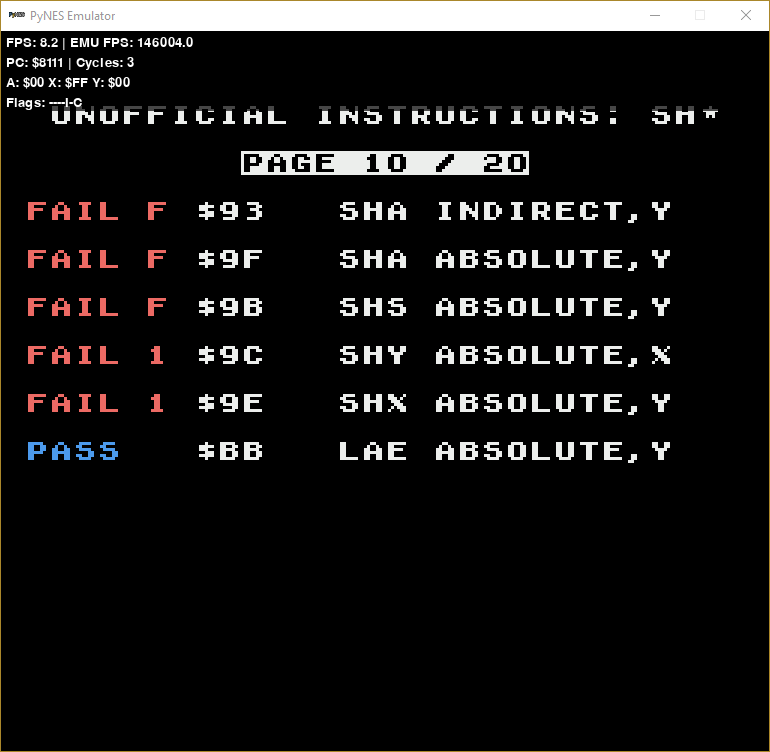 PyNES Emulator
FPS: 8.2 | EMU FPS: 146004.0
PC: $8111 | Cycles: 3
A: $00 X: $FF Y: $00
Flags: ----I-C
UNOFFICIAL INSTRUCTIONS: SH*
PAGE 10 / 20
FAIL F $93 SHA INDIRECT,Y
FAIL F $9F SHA ABSOLUTE,Y
FAIL F $9B SHS ABSOLUTE,Y
FAIL 1 $9C SHY ABSOLUTE,X
FAIL 1 $9E SHX ABSOLUTE,Y
PASS $BB LAE ABSOLUTE,Y